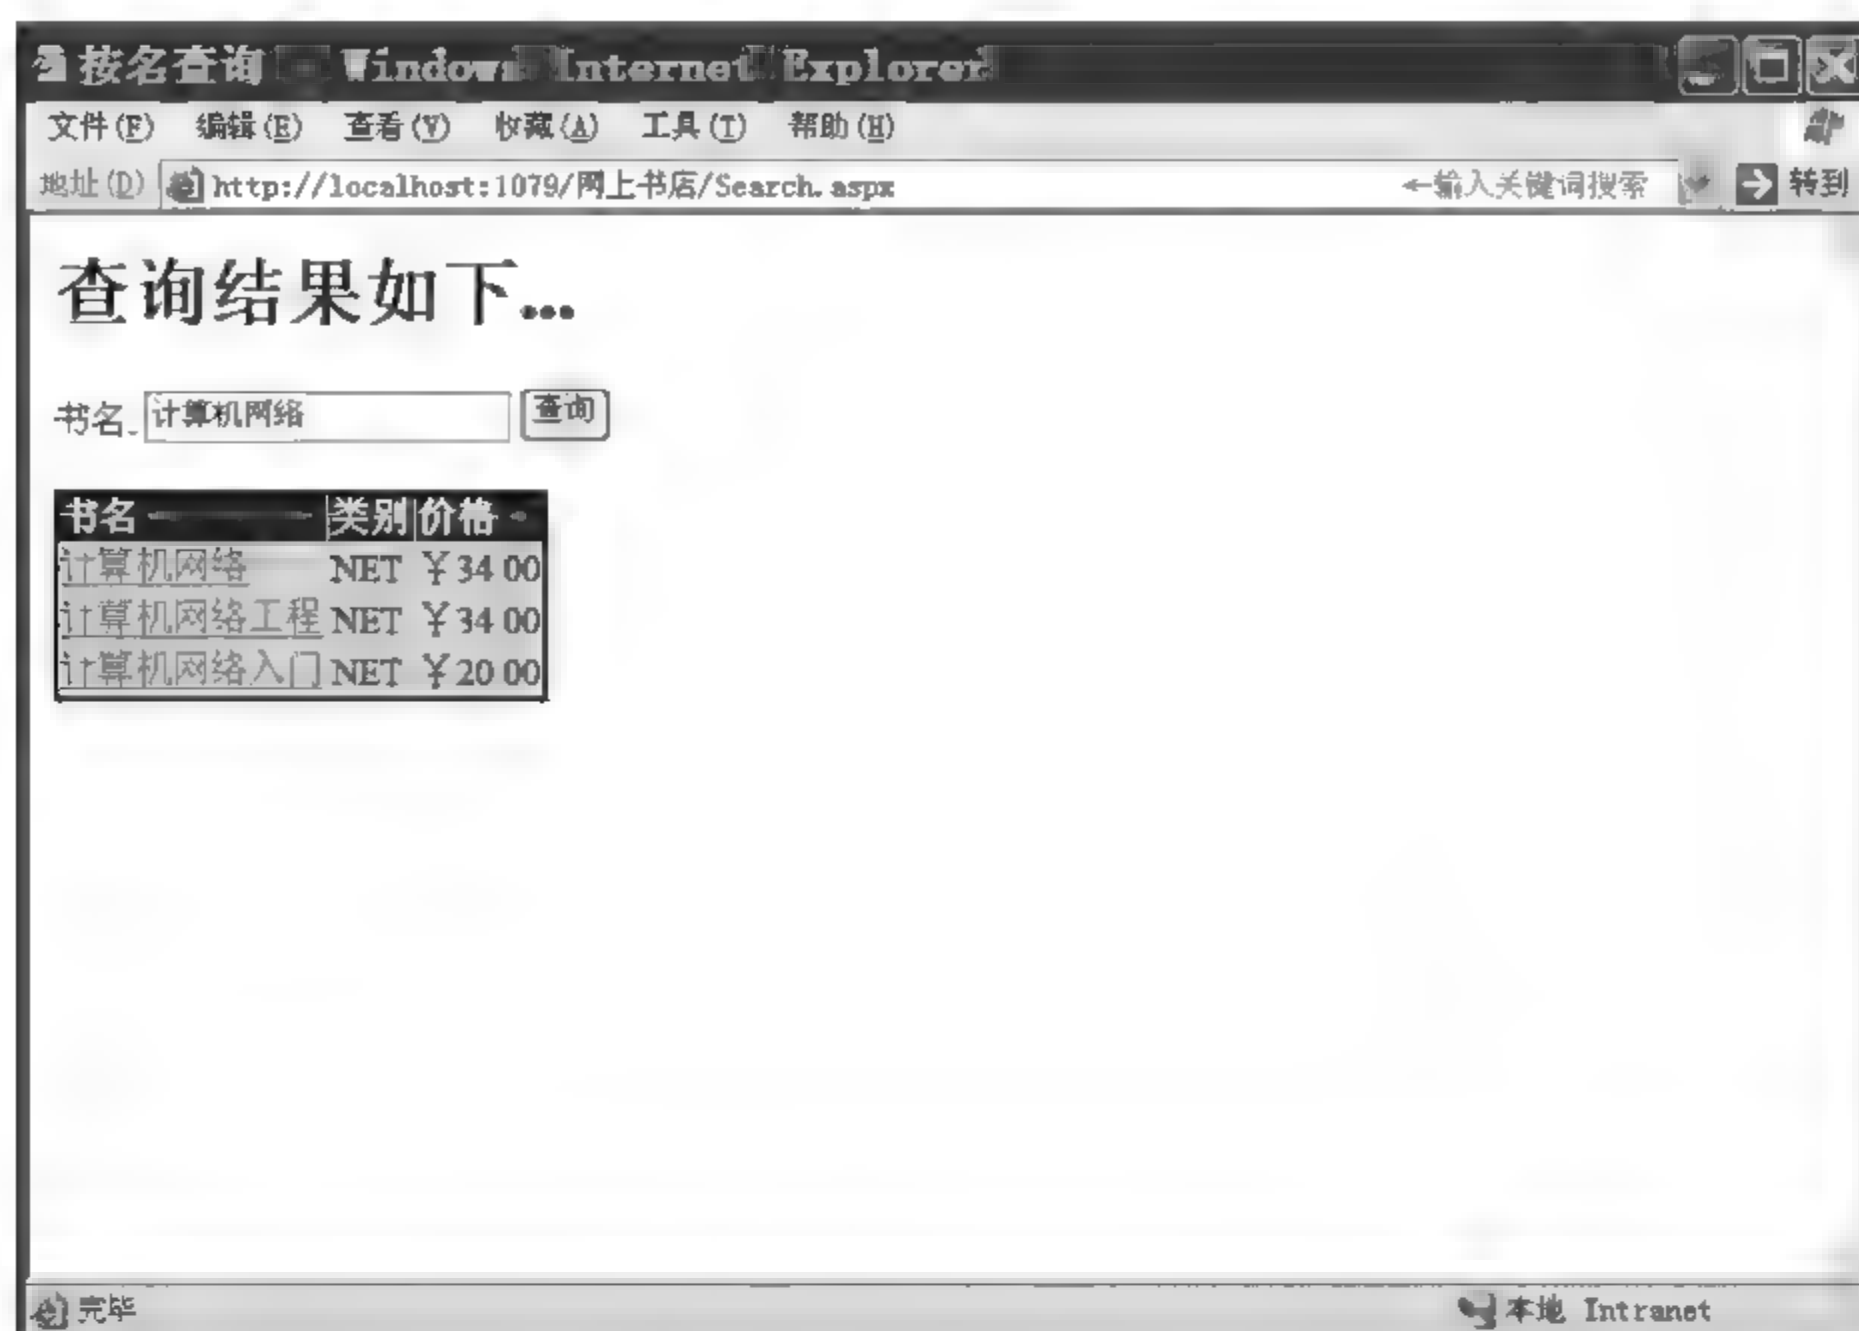 按名查询 - Windows Internet Explorer
文件(F) 编辑(E) 查看(V) 收藏(A) 工具(T) 帮助(H)
地址(D) http://localhost:1079/网上书店/Search.aspx ←输入关键词搜索 转到
查询结果如下...
书名: 计算机网络 查询
书名 类别 价格
计算机网络 NET ￥34.00
计算机网络工程 NET ￥34.00
计算机网络入门 NET ￥20.00
完毕 本地 Intranet